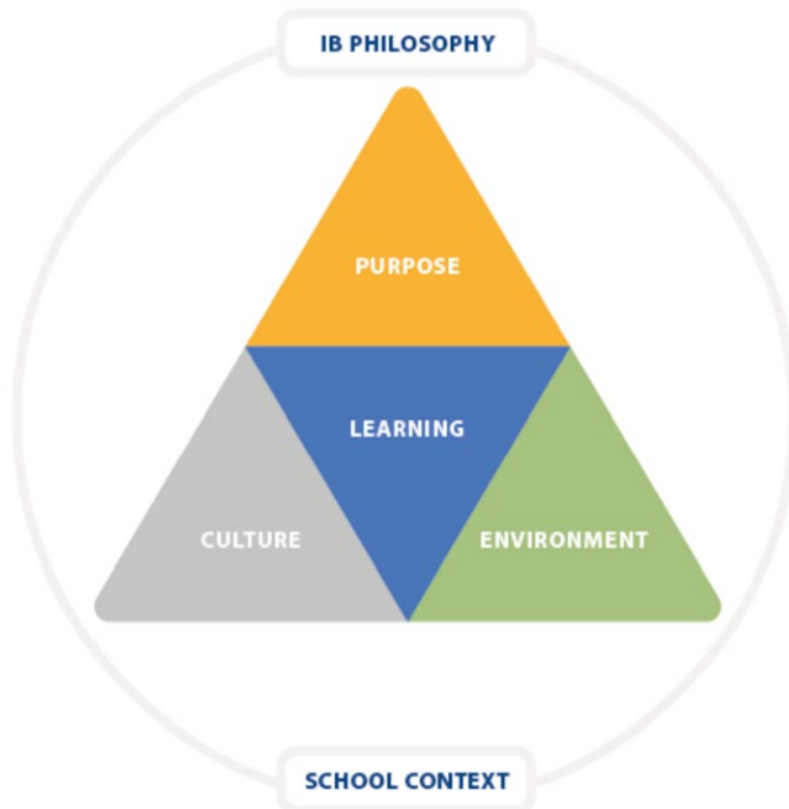 IB PHILOSOPHY
PURPOSE
LEARNING
CULTURE
ENVIRONMENT
SCHOOL CONTEXT